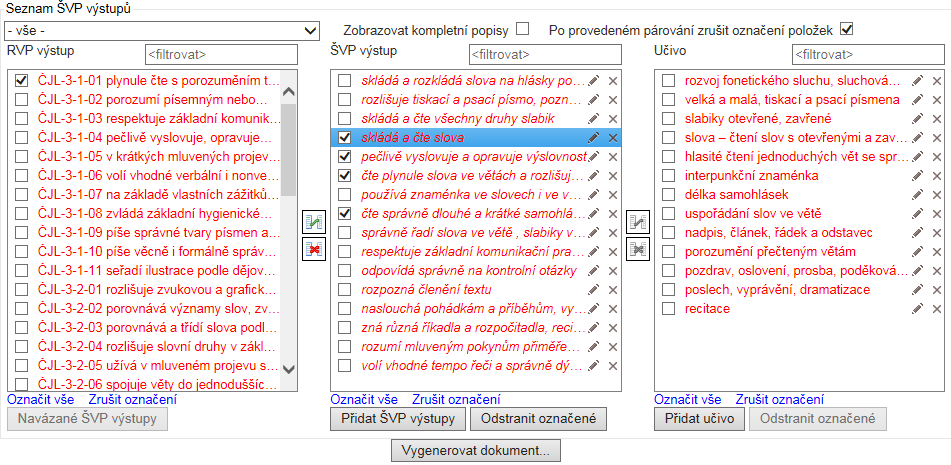 Seznam ŠVP výstupů
- vše -
Zobrazovat kompletní popisy
Po provedeném párování zrušit označení položek
RVP výstup
<filtrovat>
ČJL-3-1-01 plynule čte s porozuměním t...
ČJL-3-1-02 porozumí písemným nebo...
ČJL-3-1-03 respektuje základní komunik...
ČJL-3-1-04 pečlivě vyslovuje, opravuje...
ČJL-3-1-05 v krátkých mluvených projev...
ČJL-3-1-06 volí vhodné verbální i nonve...
ČJL-3-1-07 na základě vlastních zážitků...
ČJL-3-1-08 zvládá základní hygienické...
ČJL-3-1-09 píše správné tvary písmen a...
ČJL-3-1-10 píše věcně i formálně správ...
ČJL-3-1-11 seřadí ilustrace podle dějov...
ČJL-3-2-01 rozlišuje zvukovou a grafick...
ČJL-3-2-02 porovnává významy slov, zv...
ČJL-3-2-03 porovnává a třídí slova podl...
ČJL-3-2-04 rozlišuje slovní druhy v zákl...
ČJL-3-2-05 užívá v mluveném projevu s...
ČJL-3-2-06 spojuje věty do jednodušších...
Označit vše Zrušit označení
Navázané ŠVP výstupy
ŠVP výstup
<filtrovat>
skládá a rozkládá slova na hlásky po...
rozlišuje tiskací a psací písmo, pozn...
skládá a čte všechny druhy slabik
skládá a čte slova
pečlivě vyslovuje a opravuje výslovnost
čte plynule slova ve větách a rozlišuj...
používá znaménka ve slovech i ve v...
čte správně dlouhé a krátké samohlá...
správně řadí slova ve větě , slabiky v...
respektuje základní komunikační pra...
odpovídá správně na kontrolní otázky
rozpozná členění textu
naslouchá pohádkám a příběhům, vy...
zná různá říkadla a rozpočitadla, reci...
rozumí mluveným pokynům přiměře...
volí vhodné tempo řeči a správně dý...
Označit vše Zrušit označení
Přidat ŠVP výstupy Odstranit označené
Učivo
<filtrovat>
rozvoj fonetického sluchu, sluchová...
velká a malá, tiskací a psací písmena
slabiky otevřené, zavřené
slova – čtení slov s otevřenými a zav...
hlasité čtení jednoduchých vět se spr...
interpunkční znaménka
délka samohlásek
uspořádání slov ve větě
nadpis, článek, řádek a odstavec
porozumění přečteným větám
pozdrav, oslovení, prosba, poděková...
poslech, vyprávění, dramatizace
recitace
Označit vše Zrušit označení
Přidat učivo Odstranit označené
Vygenerovat dokument...